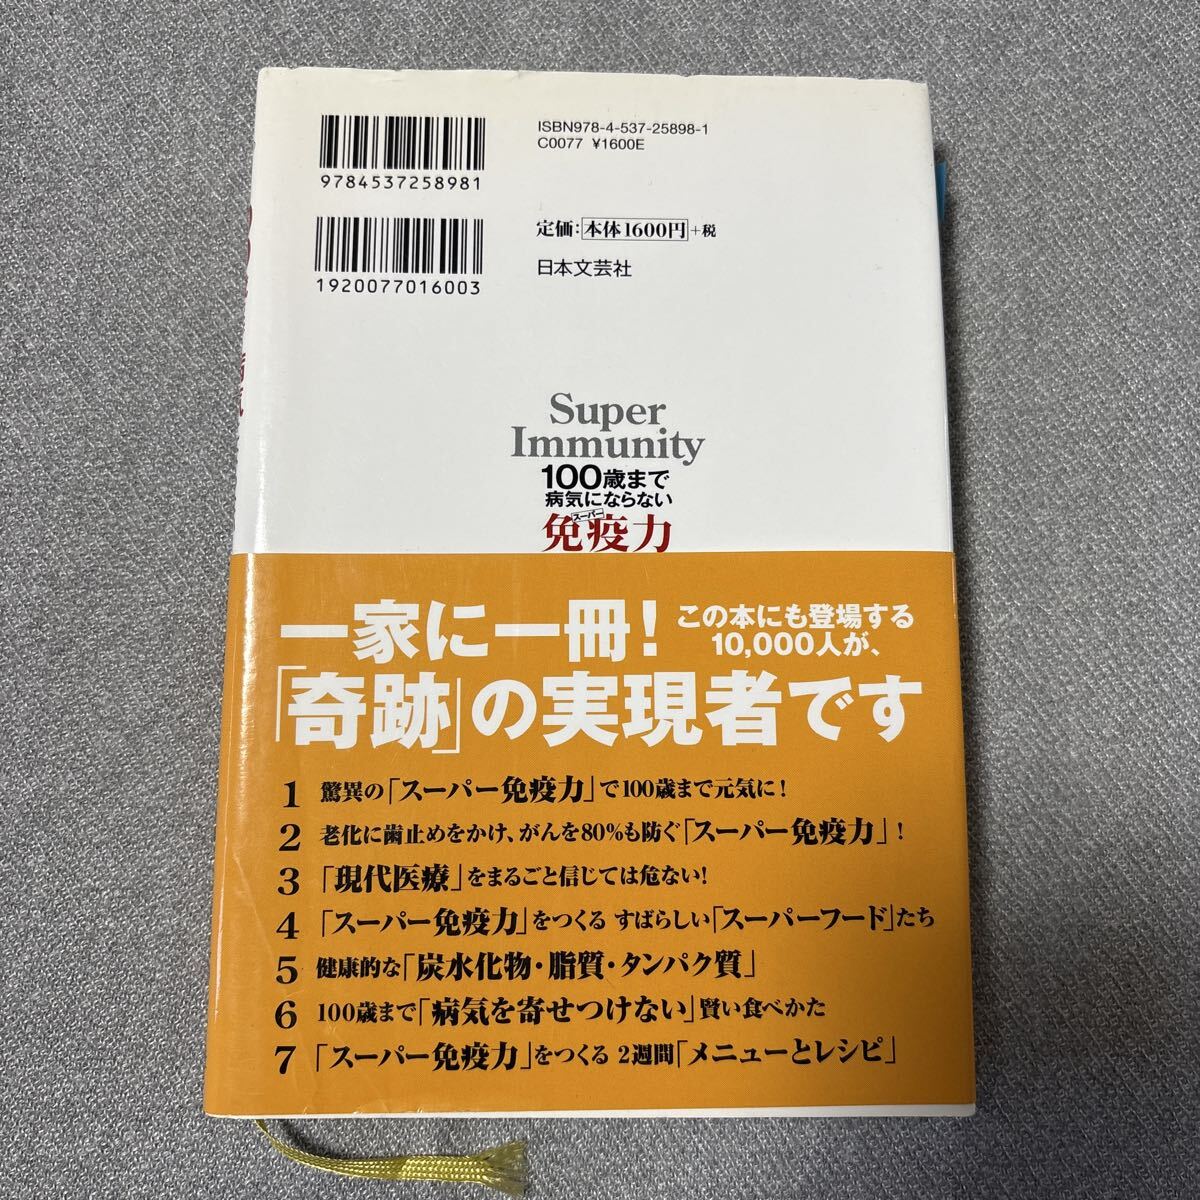 ISBN978-4-537-25898-1
C0077 ¥1600E
9784537258981
定価:本体1600円+税
1920077016003
日本文芸社
Super
Immunity
100歳まで
病気にならない
スーパー
免疫力
一家に一冊!
この本にも登場する
10,000人が、
「奇跡」の実現者です
1 驚異の「スーパー免疫力」で100歳まで元気に!
2 老化に歯止めをかけ、がんを80%も防ぐ「スーパー免疫力」!
3 「現代医療」をまるごと信じては危ない!
4 「スーパー免疫力」をつくる すばらしい「スーパーフード」たち
5 健康的な「炭水化物・脂質・タンパク質」
6 100歳まで「病気を寄せつけない」賢い食べかた
7 「スーパー免疫力」をつくる 2週間「メニューとレシピ」